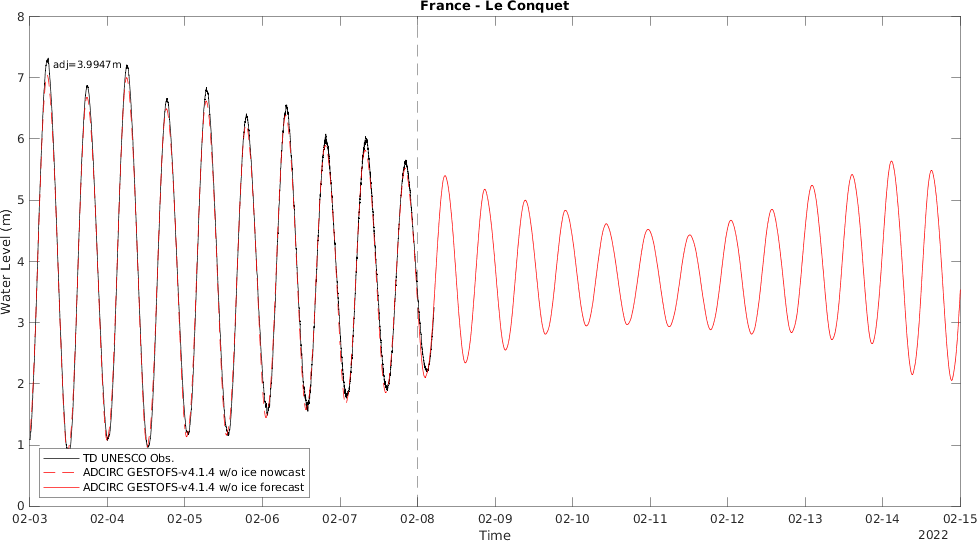 France - Le Conquet
8
7
6
5
4
3
2
1
0
Water Level (m)
adj=3.9947m
TD UNESCO Obs.
ADCIRC GESTOFS-v4.1.4 w/o ice nowcast
ADCIRC GESTOFS-v4.1.4 w/o ice forecast
02-03 02-04 02-05 02-06 02-07 02-08 02-09 02-10 02-11 02-12 02-13 02-14 02-15
Time
2022